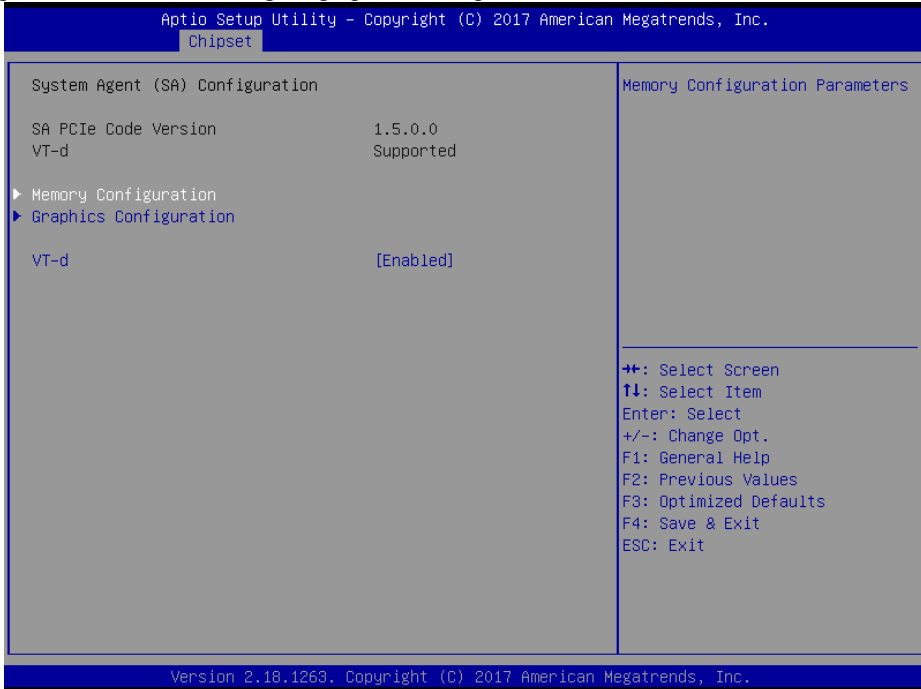 Aptio Setup Utility – Copyright (C) 2017 American Megatrends, Inc.
Chipset
System Agent (SA) Configuration
SA PCIe Code Version 1.5.0.0
VT-d Supported
Memory Configuration
Graphics Configuration
VT-d [Enabled]
Memory Configuration Parameters
→←: Select Screen
↑↓: Select Item
Enter: Select
+/-: Change Opt.
F1: General Help
F2: Previous Values
F3: Optimized Defaults
F4: Save & Exit
ESC: Exit
Version 2.18.1263. Copyright (C) 2017 American Megatrends, Inc.